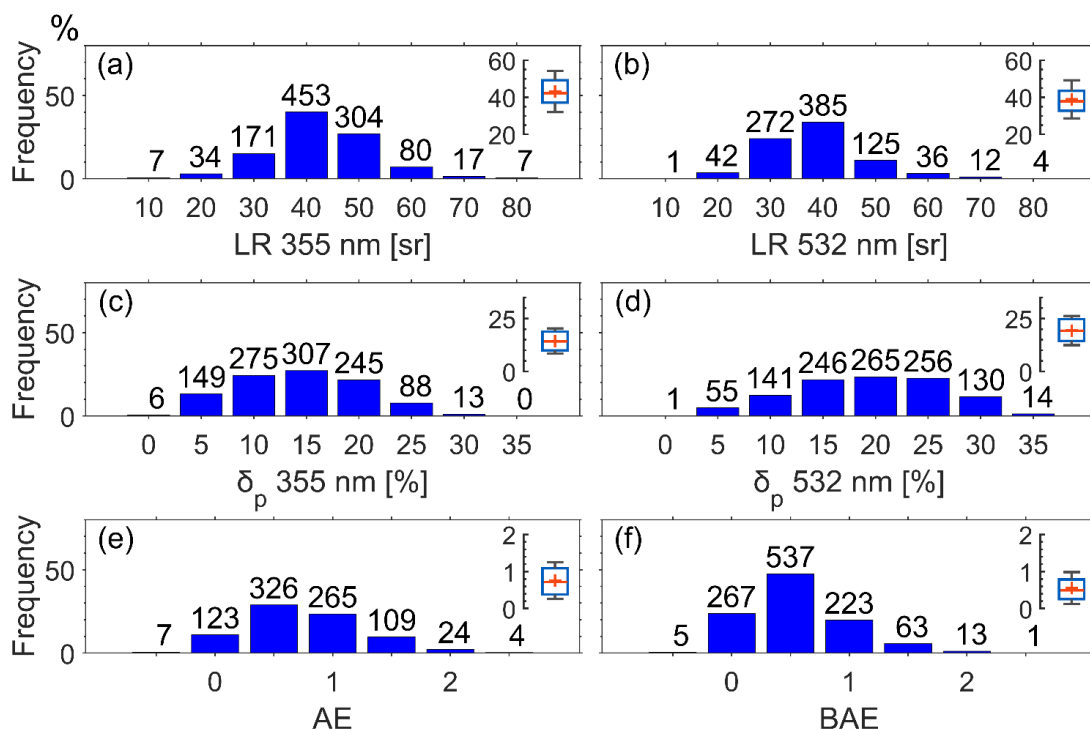 %
(a)
Frequency
50
0
7 34 171 453 304 80 17 7
60
40
20
10 20 30 40 50 60 70 80
LR 355 nm [sr]
(b)
1 42 272 385 125 36 12 4
60
40
20
10 20 30 40 50 60 70 80
LR 532 nm [sr]
(c)
Frequency
50
0
6 149 275 307 245 88 13 0
25
0
0 5 10 15 20 25 30 35
δp 355 nm [%]
(d)
1 55 141 246 265 256 130 14
25
0
0 5 10 15 20 25 30 35
δp 532 nm [%]
(e)
Frequency
50
0
7 123 326 265 109 24 4
2
1
0
0 1 2
AE
(f)
5 267 537 223 63 13 1
2
1
0
0 1 2
BAE